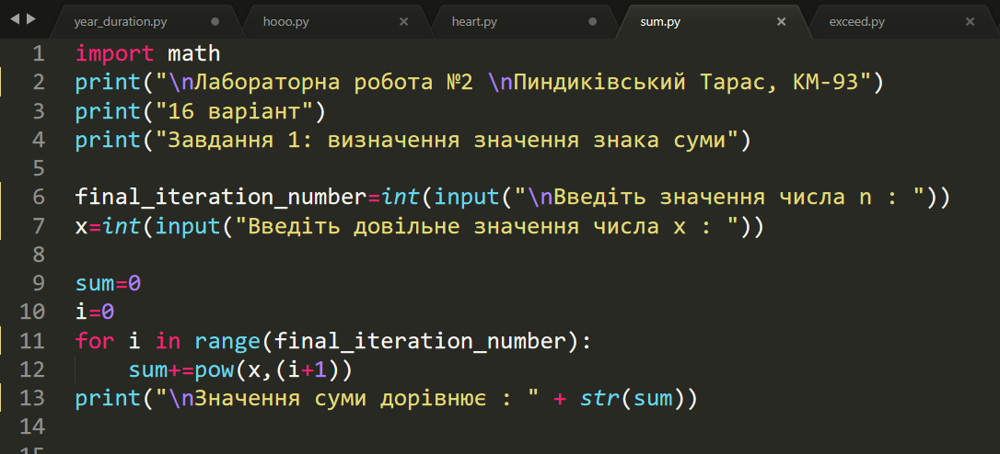 year_duration.py hooo.py heart.py sum.py exceed.py
1 import math
2 print("\nЛабораторна робота №2 \nПиндиківський Тарас, КМ-93")
3 print("16 варіант")
4 print("Завдання 1: визначення значення знака суми")
5
6 final_iteration_number=int(input("\nВведіть значення числа n : "))
7 x=int(input("Введіть довільне значення числа x : "))
8
9 sum=0
10 i=0
11 for i in range(final_iteration_number):
12     sum+=pow(x,(i+1))
13 print("\nЗначення суми дорівнює : " + str(sum))
14
15